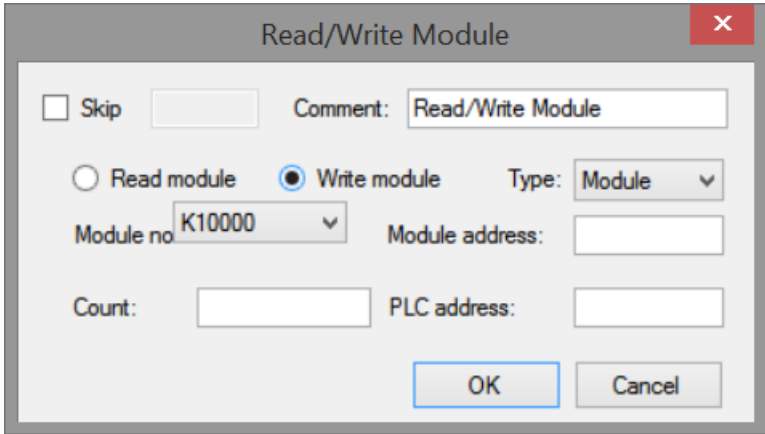 Read/Write Module
Skip Comment: Read/Write Module
Read module Write module Type: Module
Module no K10000 Module address:
Count: PLC address:
OK Cancel